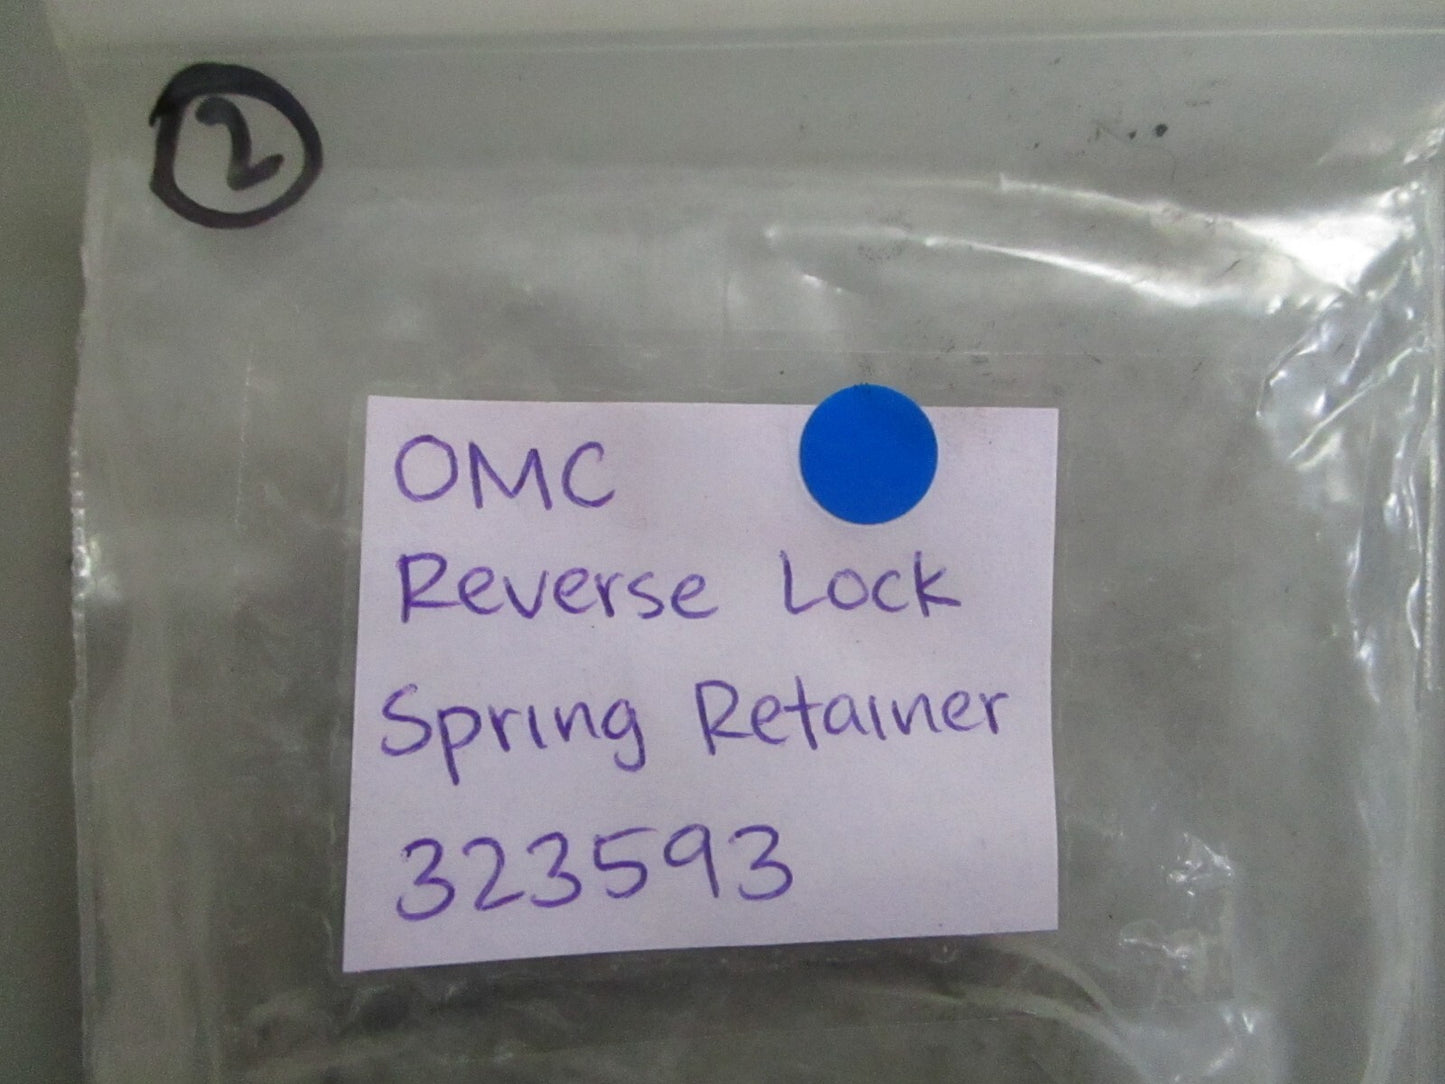 2
OMC
Reverse Lock
Spring Retainer
323593